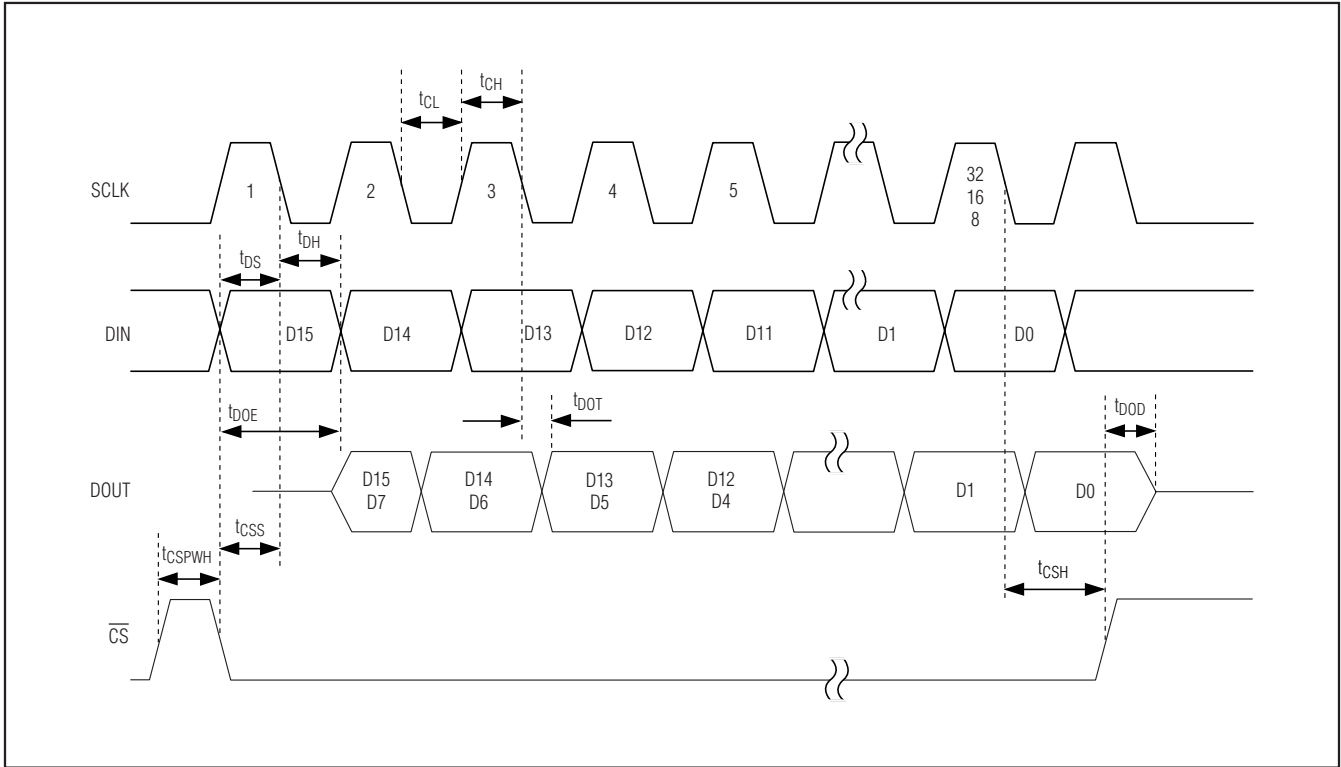 tCH
tCL
SCLK 1 2 3 4 5 32
16
8
tDH
tDS
DIN D15 D14 D13 D12 D11 D1 D0
tDOE tDOT tDOD
DOUT D15 D14 D13 D12 D1 D0
D7 D6 D5 D4
tCSS
tCSPWH
tCSH
CS